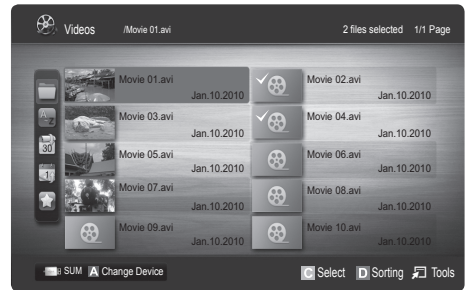 Videos /Movie 01.avi 2 files selected 1/1 Page
Movie 01.avi Movie 02.avi
Jan.10.2010 Jan.10.2010
Movie 03.avi Movie 04.avi
Jan.10.2010 Jan.10.2010
Movie 05.avi Movie 06.avi
Jan.10.2010 Jan.10.2010
Movie 07.avi Movie 08.avi
Jan.10.2010 Jan.10.2010
Movie 09.avi Movie 10.avi
Jan.10.2010 Jan.10.2010
30
1
SUM A Change Device C Select D Sorting Tools